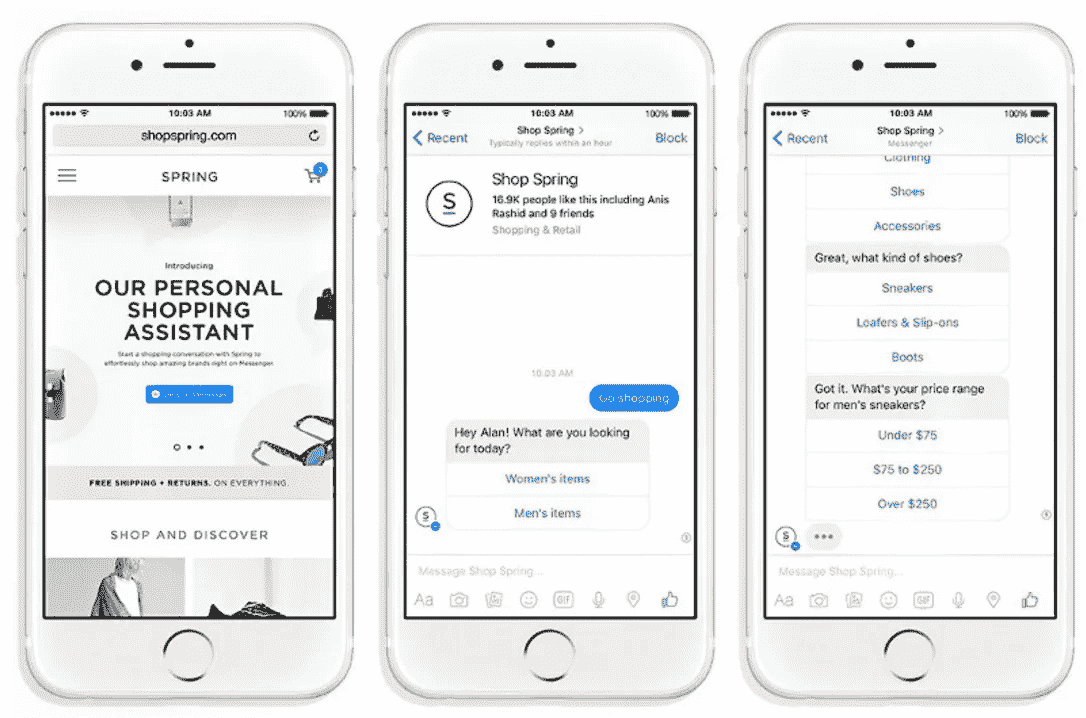 10:03 AM
100%
shopspring.com
SPRING
Introducing
OUR PERSONAL
SHOPPING
ASSISTANT
Start a shopping conversation with Spring to
effortlessly shop amazing brands right on Messenger.
FREE SHIPPING + RETURNS. ON EVERYTHING.
SHOP AND DISCOVER
10:03 AM
100%
Recent
Shop Spring
Typically replies within an hour
Block
S
Shop Spring
16.9K people like this including Anis
Rashid and 9 friends
Shopping & Retail
10:03 AM
Go shopping
Hey Alan! What are you looking
for today?
Women's items
Men's items
S
Message Shop Spring...
Aa
GIF
10:03 AM
100%
Recent
Shop Spring
Messenger
Block
Clothing
Shoes
Accessories
Great, what kind of shoes?
Sneakers
Loafers & Slip-ons
Boots
Got it. What's your price range
for men's sneakers?
Under $75
$75 to $250
Over $250
S
Message Shop Spring...
Aa
GIF